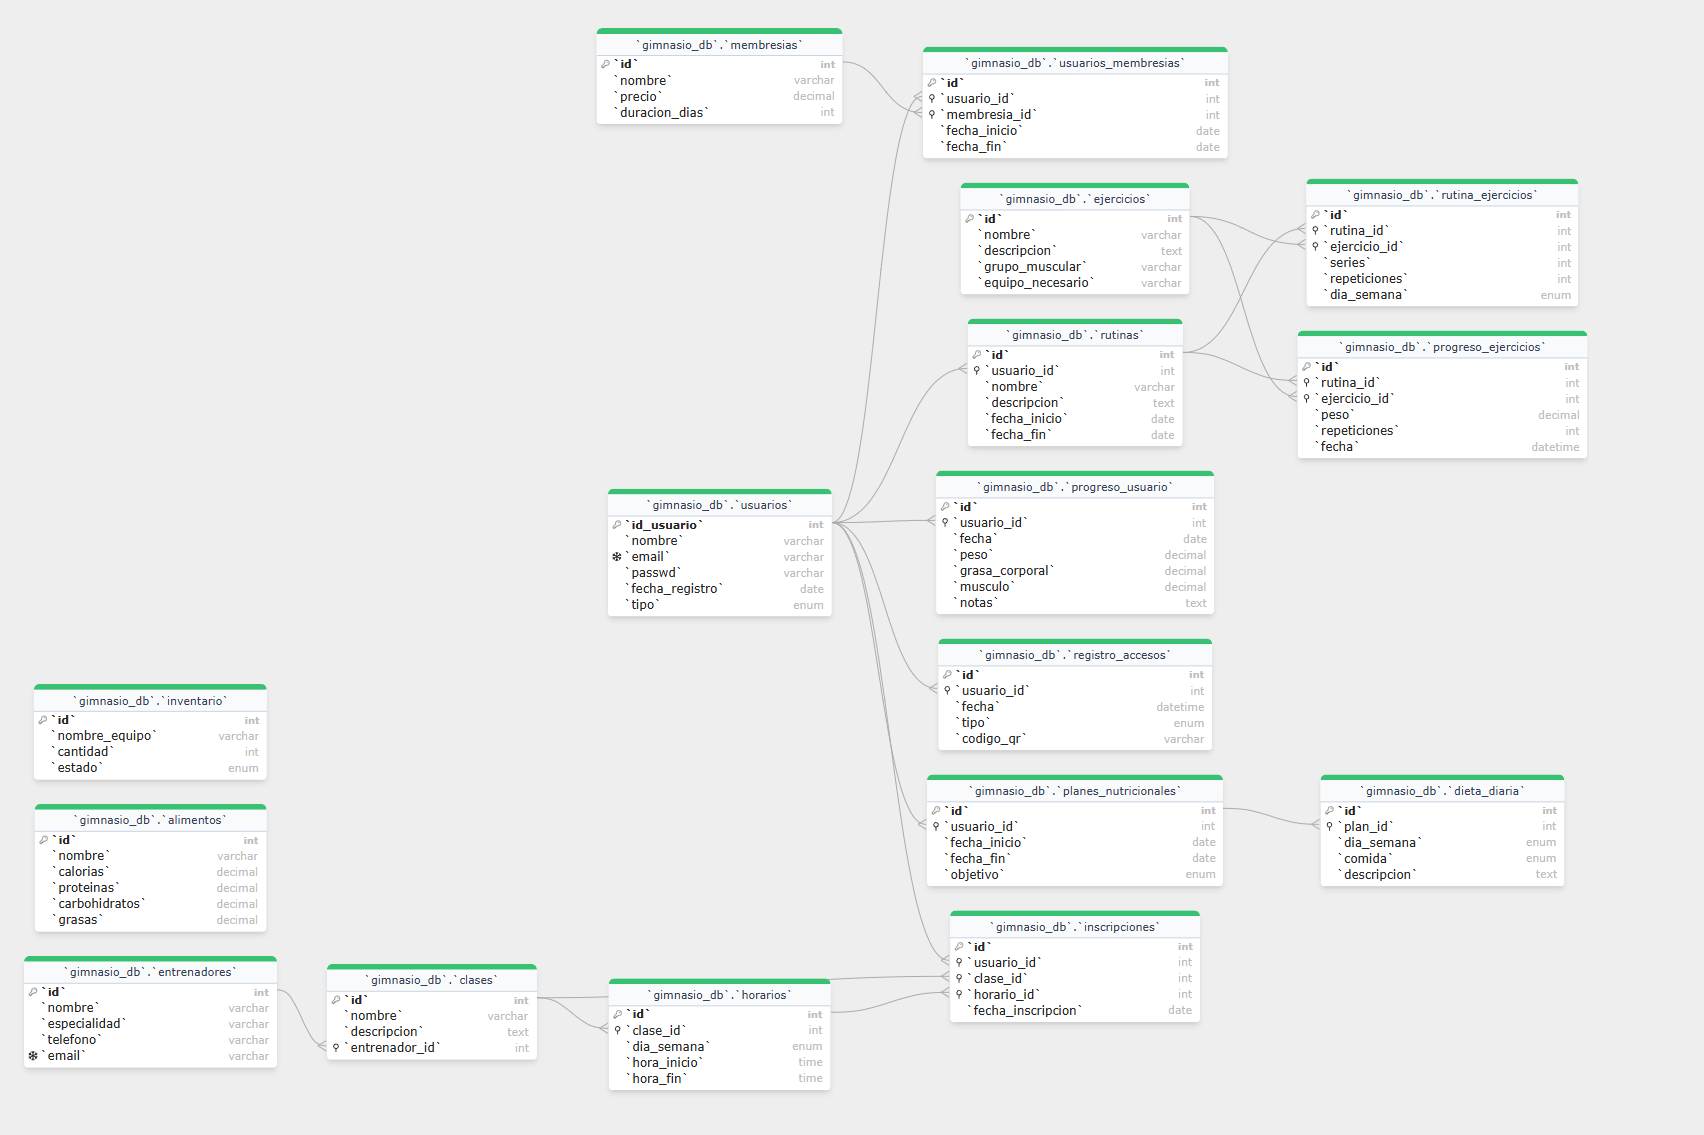 `gimnasio_db`.`membresias`
`id` int
`nombre` varchar
`precio` decimal
`duracion_dias` int
`gimnasio_db`.`usuarios_membresias`
`id` int
`usuario_id` int
`membresia_id` int
`fecha_inicio` date
`fecha_fin` date
`gimnasio_db`.`ejercicios`
`id` int
`nombre` varchar
`descripcion` text
`grupo_muscular` varchar
`equipo_necesario` varchar
`gimnasio_db`.`rutina_ejercicios`
`id` int
`rutina_id` int
`ejercicio_id` int
`series` int
`repeticiones` int
`dia_semana` enum
`gimnasio_db`.`rutinas`
`id` int
`usuario_id` int
`nombre` varchar
`descripcion` text
`fecha_inicio` date
`fecha_fin` date
`gimnasio_db`.`progreso_ejercicios`
`id` int
`rutina_id` int
`ejercicio_id` int
`peso` decimal
`repeticiones` int
`fecha` datetime
`gimnasio_db`.`usuarios`
`id_usuario` int
`nombre` varchar
`email` varchar
`passwd` varchar
`fecha_registro` date
`tipo` enum
`gimnasio_db`.`progreso_usuario`
`id` int
`usuario_id` int
`fecha` date
`peso` decimal
`grasa_corporal` decimal
`musculo` decimal
`notas` text
`gimnasio_db`.`registro_accesos`
`id` int
`usuario_id` int
`fecha` datetime
`tipo` enum
`codigo_qr` varchar
`gimnasio_db`.`inventario`
`id` int
`nombre_equipo` varchar
`cantidad` int
`estado` enum
`gimnasio_db`.`planes_nutricionales`
`id` int
`usuario_id` int
`fecha_inicio` date
`fecha_fin` date
`objetivo` enum
`gimnasio_db`.`dieta_diaria`
`id` int
`plan_id` int
`dia_semana` enum
`comida` enum
`descripcion` text
`gimnasio_db`.`alimentos`
`id` int
`nombre` varchar
`calorias` decimal
`proteinas` decimal
`carbohidratos` decimal
`grasas` decimal
`gimnasio_db`.`inscripciones`
`id` int
`usuario_id` int
`clase_id` int
`horario_id` int
`fecha_inscripcion` date
`gimnasio_db`.`entrenadores`
`id` int
`nombre` varchar
`especialidad` varchar
`telefono` varchar
`email` varchar
`gimnasio_db`.`clases`
`id` int
`nombre` varchar
`descripcion` text
`entrenador_id` int
`gimnasio_db`.`horarios`
`id` int
`clase_id` int
`dia_semana` enum
`hora_inicio` time
`hora_fin` time